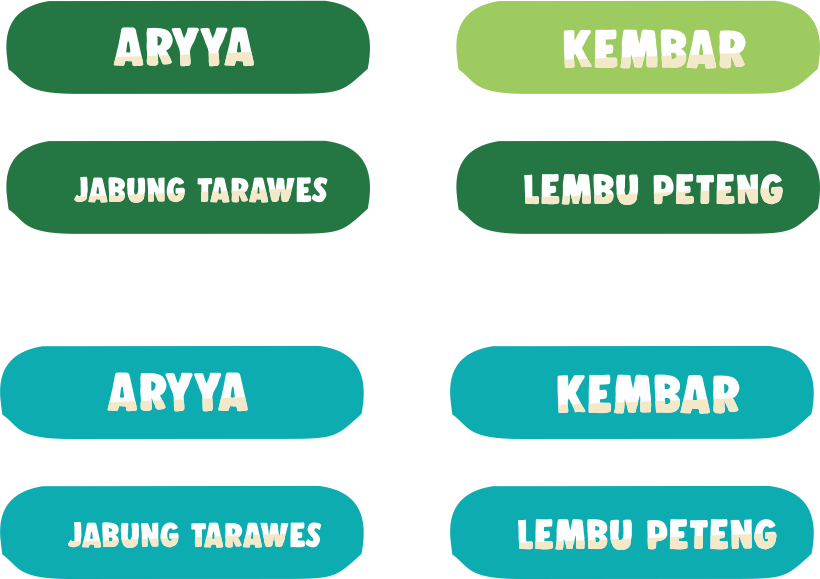 ARYYA
KEMBAR
JABUNG TARAWES
LEMBU PETENG
ARYYA
KEMBAR
JABUNG TARAWES
LEMBU PETENG